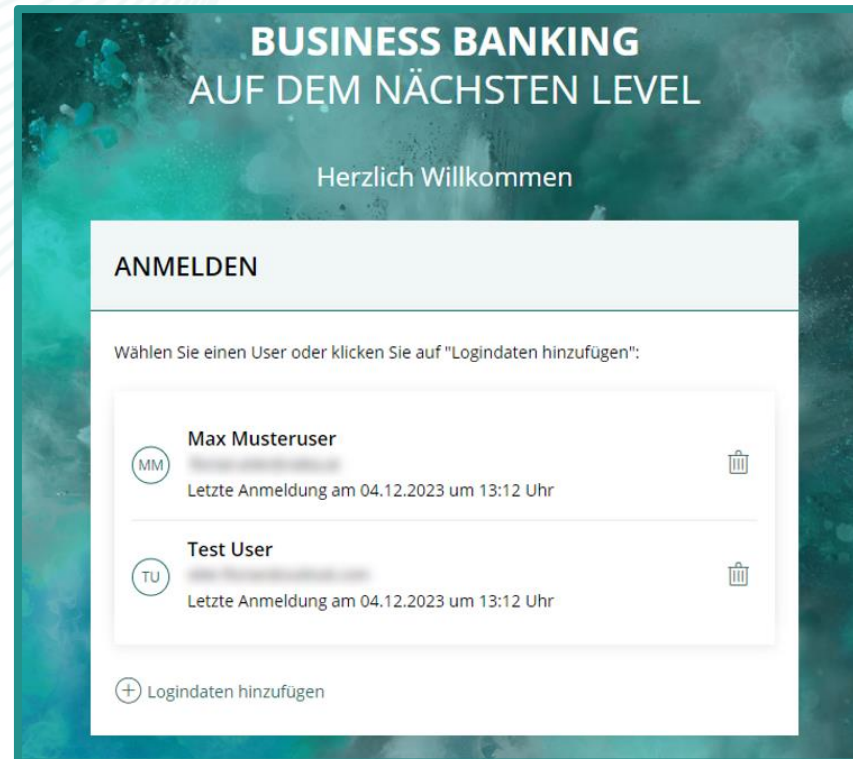 BUSINESS BANKING
AUF DEM NÄCHSTEN LEVEL
Herzlich Willkommen
ANMELDEN
Wählen Sie einen User oder klicken Sie auf "Logindaten hinzufügen":
MM
Max Musteruser
Letzte Anmeldung am 04.12.2023 um 13:12 Uhr
TU
Test User
Letzte Anmeldung am 04.12.2023 um 13:12 Uhr
Logindaten hinzufügen